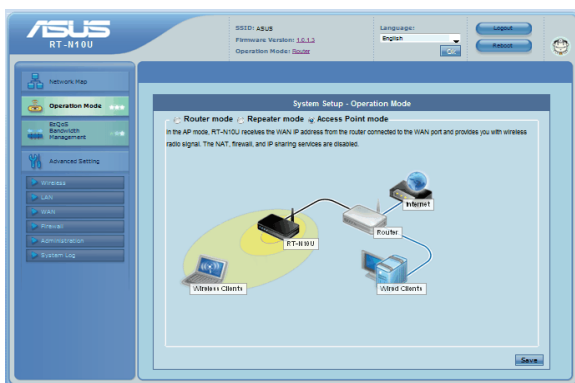 ASUS
RT-N10U
SSID: ASUS
Firmware Version: 1.0.1.3
Operation Mode: Router
Language:
English
Go
Logout
Reboot
Network Map
Operation Mode
EzQoS
Bandwidth
Management
Advanced Setting
Wireless
LAN
WAN
Firewall
Administration
System Log
System Setup - Operation Mode
Router mode Repeater mode Access Point mode
In the AP mode, RT-N10U receives the WAN IP address from the router connected to the WAN port and provides you with wireless
radio signal. The NAT, firewall, and IP sharing services are disabled.
Internet
Router
RT-N10U
Wireless Clients
Wired Clients
Save